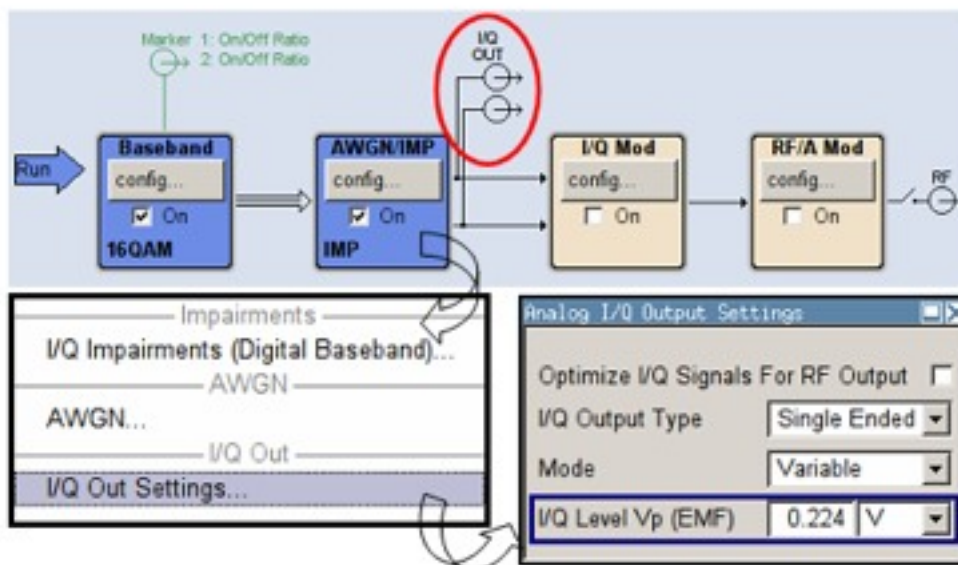 Marker 1: On/Off Ratio
2: On/Off Ratio
I/Q
OUT
Run
Baseband
config...
On
16QAM
AWGN/IMP
config...
On
IMP
I/Q Mod
config...
On
RF/A Mod
config...
On
RF
Impairments
I/Q Impairments (Digital Baseband)...
AWGN
AWGN...
I/Q Out
I/Q Out Settings...
Analog I/Q Output Settings
Optimize I/Q Signals For RF Output
I/Q Output Type Single Ended
Mode Variable
I/Q Level Vp (EMF) 0.224 V